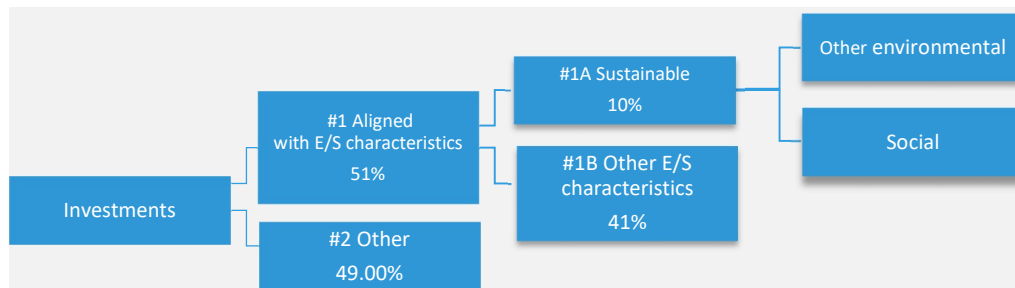 Investments
#1 Aligned
with E/S characteristics
51%
#2 Other
49.00%
#1A Sustainable
10%
#1B Other E/S
characteristics
41%
Other environmental
Social